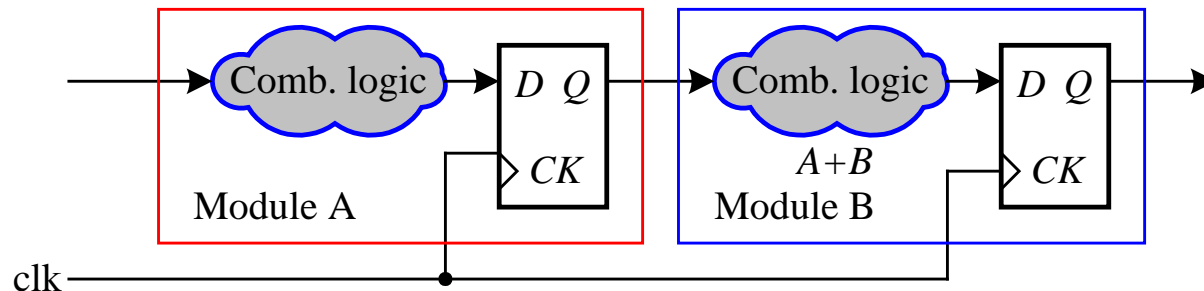 Comb. logic
D Q
CK
Module A
Comb. logic
A+B
D Q
CK
Module B
clk